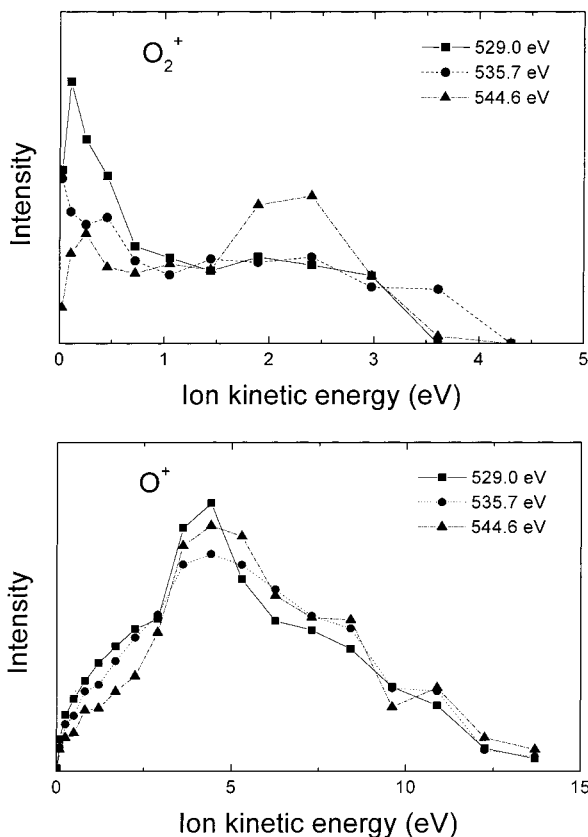 O₂⁺
529.0 eV
535.7 eV
544.6 eV
Intensity
0 1 2 3 4 5
Ion kinetic energy (eV)
O⁺
529.0 eV
535.7 eV
544.6 eV
Intensity
0 5 10 15
Ion kinetic energy (eV)